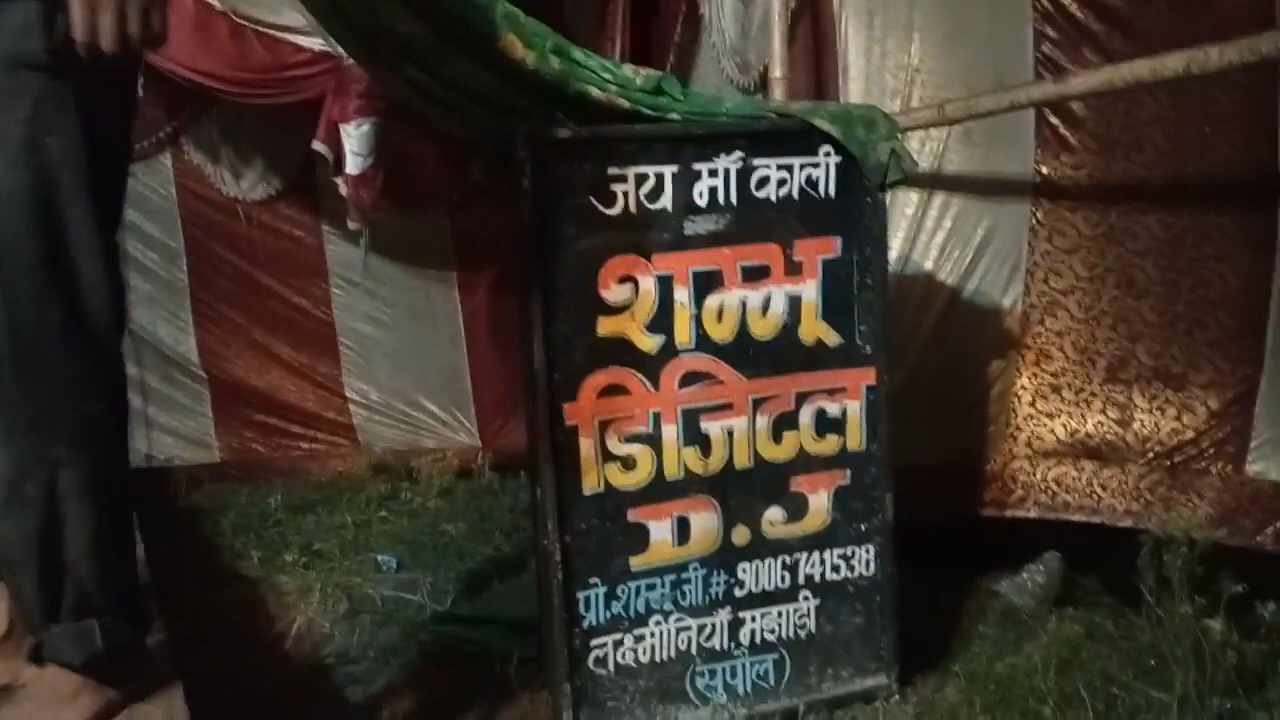 जय माँ काली
शम्भू
डिजिटल
D.J
प्रो.शम्भू जी.#:9006741538
लक्ष्मीनियाँ, मझाड़ी
(सुपौल)